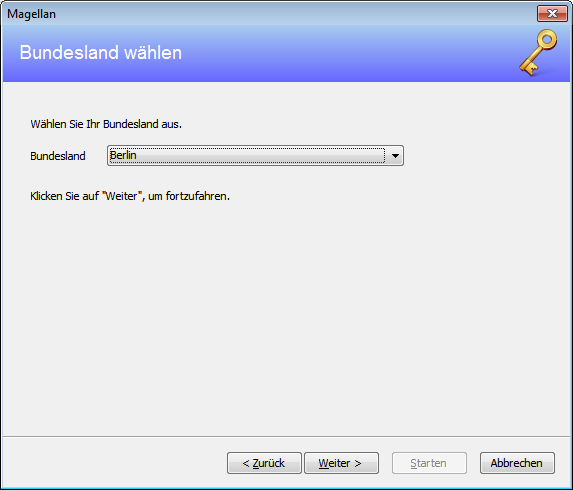 Magellan
Bundesland wählen
Wählen Sie Ihr Bundesland aus.
Bundesland Berlin
Klicken Sie auf "Weiter", um fortzufahren.
< Zurück Weiter > Starten Abbrechen